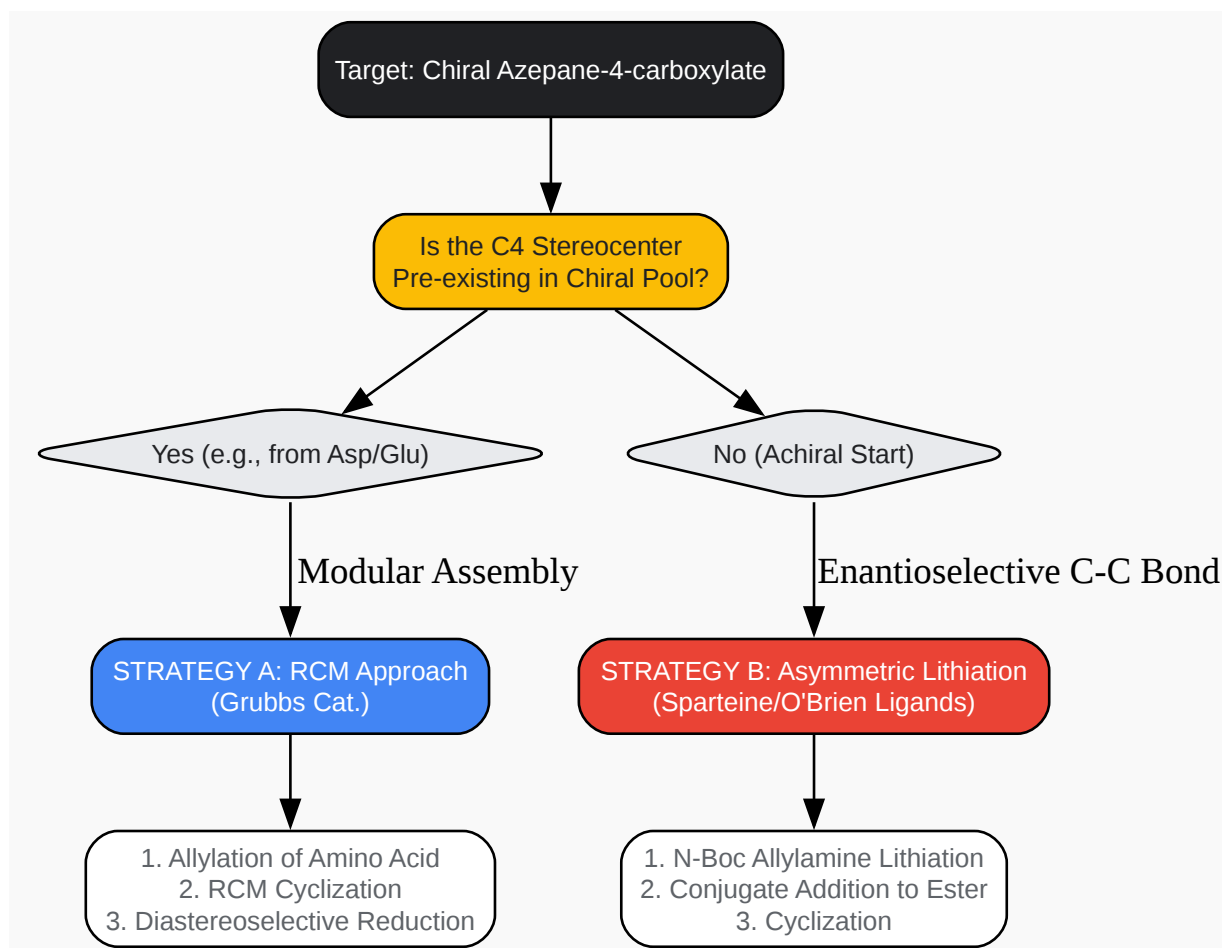 Target: Chiral Azepane-4-carboxylate
Is the C4 Stereocenter
Pre-existing in Chiral Pool?
Yes (e.g., from Asp/Glu)
No (Achiral Start)
Modular Assembly
Enantioselective C-C Bond
STRATEGY A: RCM Approach
(Grubbs Cat.)
STRATEGY B: Asymmetric Lithiation
(Sparteine/O'Brien Ligands)
1. Allylation of Amino Acid
2. RCM Cyclization
3. Diastereoselective Reduction
1. N-Boc Allylamine Lithiation
2. Conjugate Addition to Ester
3. Cyclization